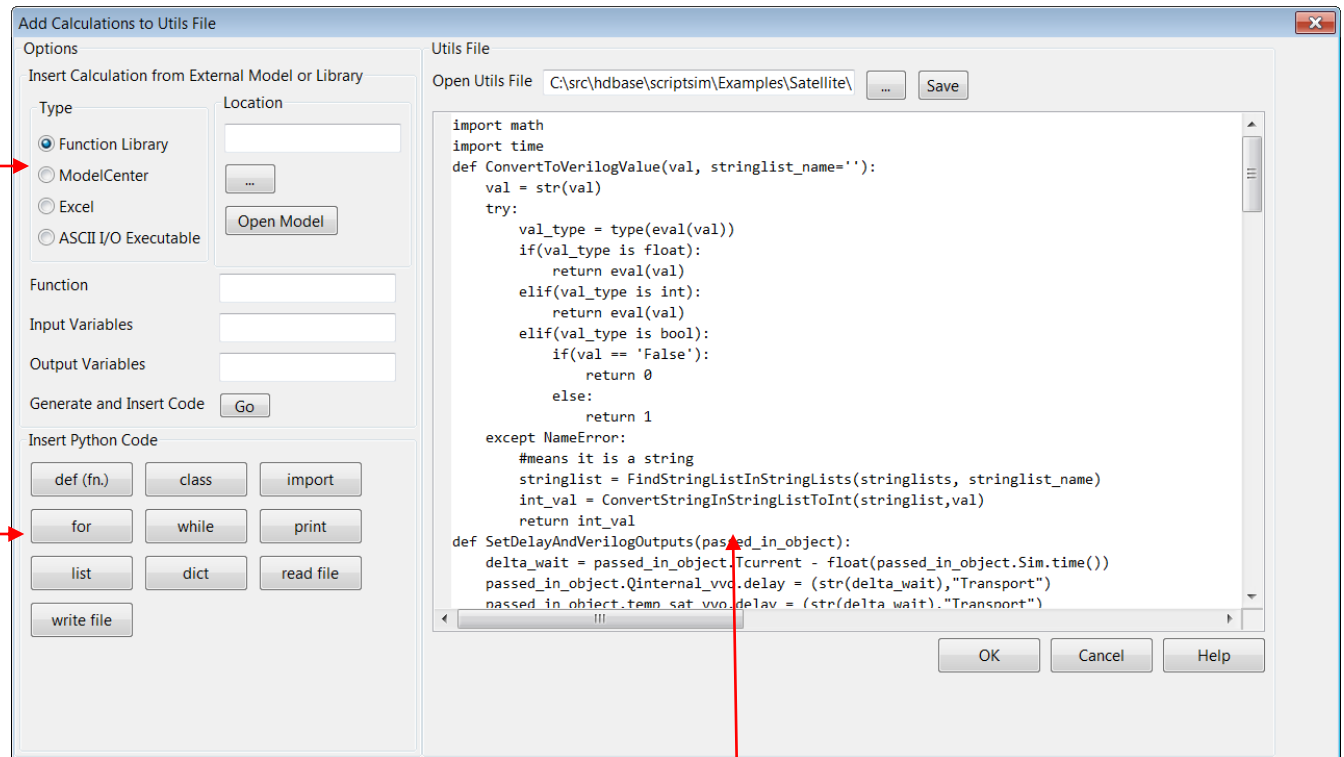 Add Calculations to Utils File
Options
Insert Calculation from External Model or Library
Type
Function Library
ModelCenter
Excel
ASCII I/O Executable
Location
...
Open Model
Function
Input Variables
Output Variables
Generate and Insert Code Go
Insert Python Code
def (fn.) class import
for while print
list dict read file
write file
Utils File
Open Utils File C:\src\hdbase\scriptsim\Examples\Satellite\ ... Save
import math
import time
def ConvertToVerilogValue(val, stringlist_name=''):
    val = str(val)
    try:
        val_type = type(eval(val))
        if(val_type is float):
            return eval(val)
        elif(val_type is int):
            return eval(val)
        elif(val_type is bool):
            if(val == 'False'):
                return 0
            else:
                return 1
    except NameError:
        #means it is a string
        stringlist = FindStringListInStringLists(stringlists, stringlist_name)
        int_val = ConvertStringInStringListToInt(stringlist,val)
        return int_val
def SetDelayAndVerilogOutputs(passed_in_object):
    delta_wait = passed_in_object.Tcurrent - float(passed_in_object.Sim.time())
    passed_in_object.Qinternal_vvo.delay = (str(delta_wait),"Transport")
    passed_in_object.temp_sat_vvo.delay = (str(delta_wait),"Transport")
OK Cancel Help